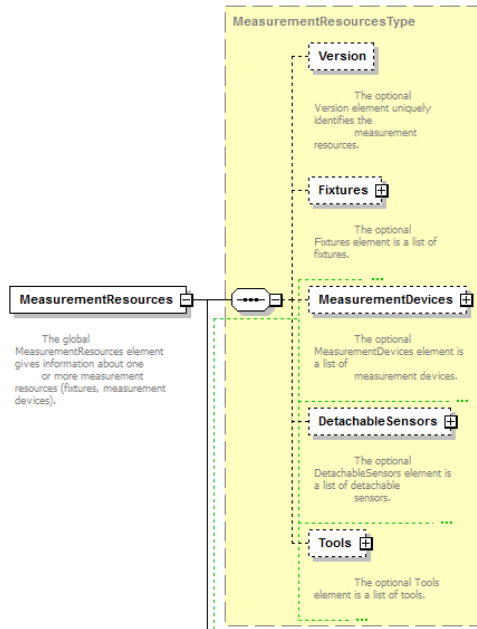 MeasurementResourcesType
Version
The optional
Version element uniquely
identifies the
measurement
resources.
Fixtures
The optional
Fixtures element is a list of
fixtures.
...
MeasurementResources
MeasurementDevices
The global
MeasurementResources element
gives information about one
or more measurement
resources (fixtures, measurement
devices).
The optional
MeasurementDevices element is
a list of
measurement devices.
...
DetachableSensors
The optional
DetachableSensors element is
a list of detachable
sensors.
...
Tools
The optional Tools
element is a list of tools.
...